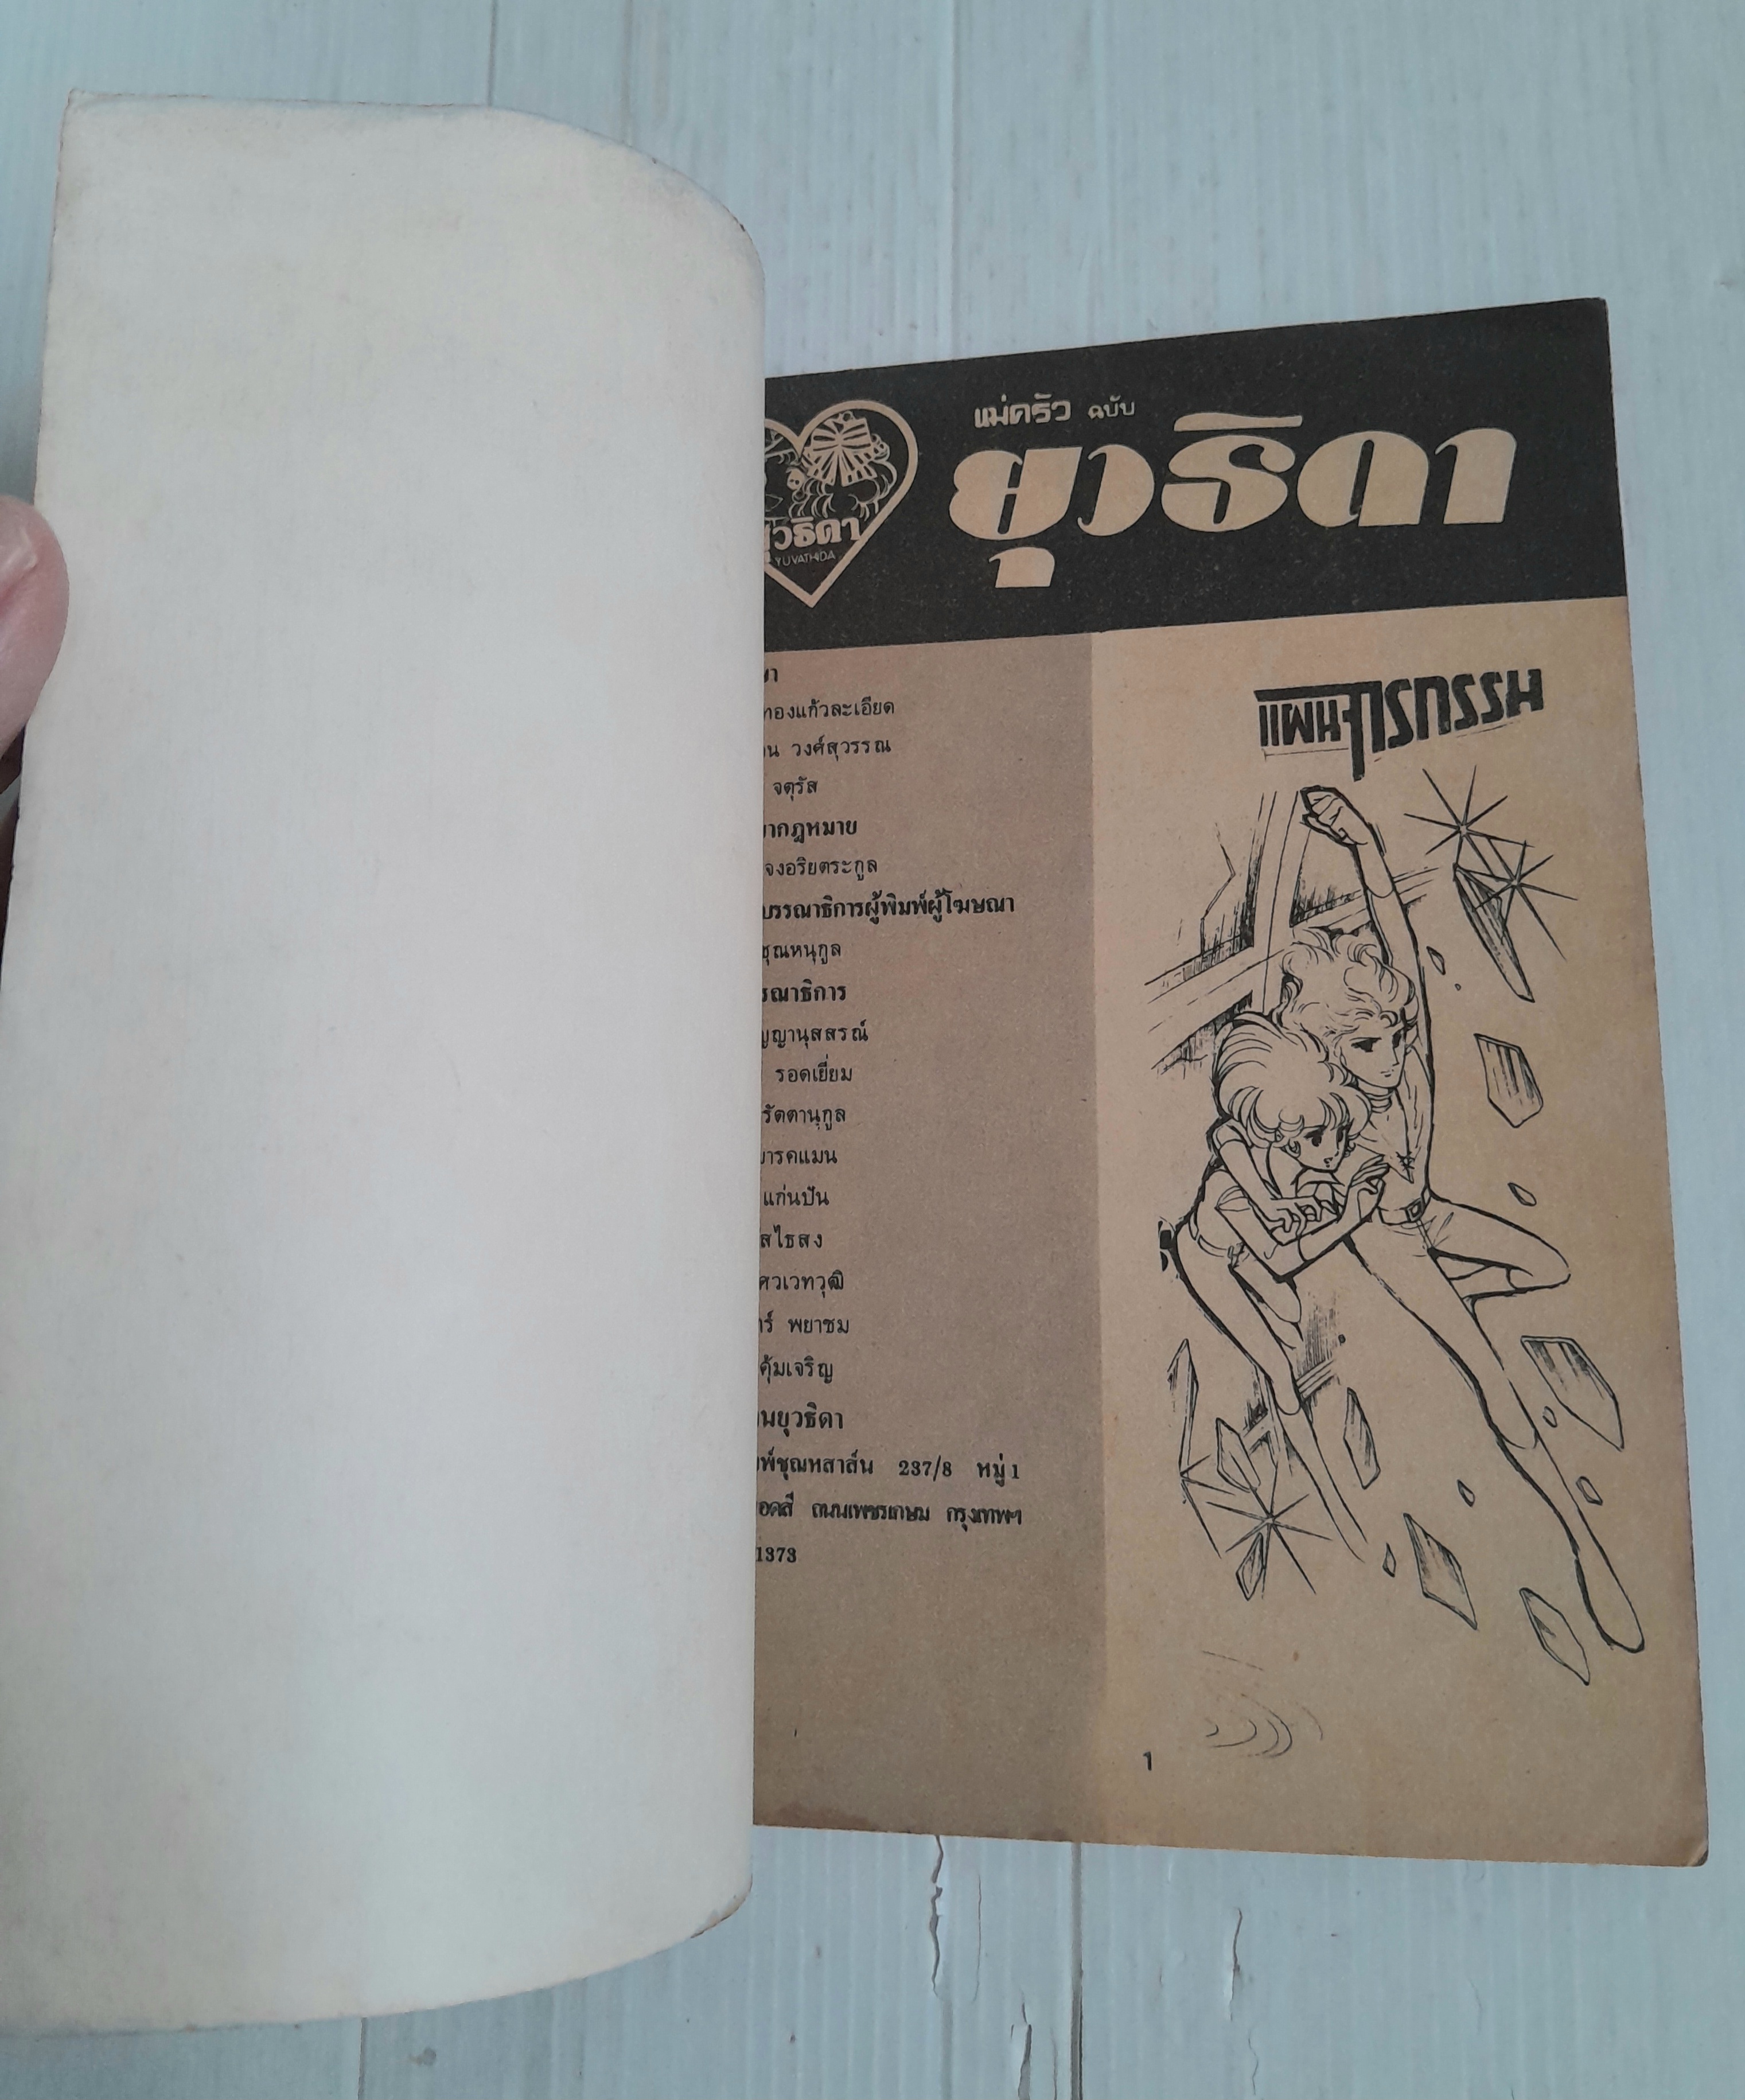 แม่ครัว ฉบับ
ยุวธิดา
ยุวธิดา
YUVATHIDA
แผนจารกรรม
ทองแก้วละเอียด
วงศ์สุวรรณ
จตุรัส
กฎหมาย
จงอริยตระกูล
บรรณาธิการผู้พิมพ์ผู้โฆษณา
ชุณหนุกูล
รณาธิการ
ญญานุสสรณ์
รอดเยี่ยม
รัตตานุกูล
ารคแมน
แก่นปัน
สไธสง
ศวเวทวุฒิ
พยาชม
คุ้มเจริญ
นยุวธิดา
พ์ชุณหสาส์น 237/8 หมู่ 1
อดสี ถนนเพชรเกษม กรุงเทพฯ
1373
1